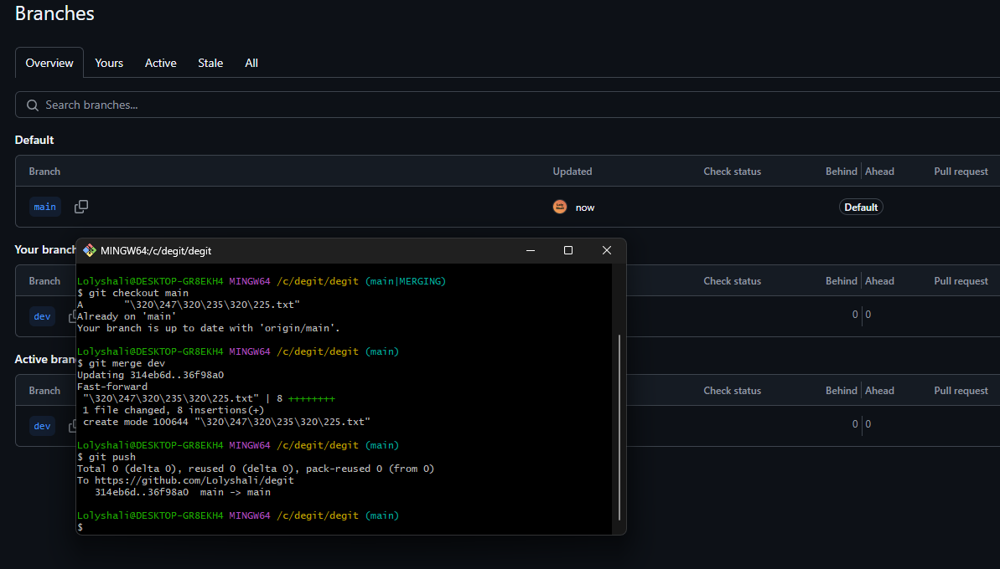 Branches
Overview Yours Active Stale All
Search branches...
Default
Branch Updated Check status Behind Ahead Pull request
main now Default
Your branch
Branch Check status Behind Ahead Pull request
dev 0 0
Active bran
Branch Check status Behind Ahead Pull request
dev 0 0
MINGW64:/c/degit/degit
Lolyshali@DESKTOP-GR8EKH4 MINGW64 /c/degit/degit (main|MERGING)
$ git checkout main
A       "\320\247\320\235\320\225.txt"
Already on 'main'
Your branch is up to date with 'origin/main'.
Lolyshali@DESKTOP-GR8EKH4 MINGW64 /c/degit/degit (main)
$ git merge dev
Updating 314eb6d..36f98a0
Fast-forward
 "\320\247\320\235\320\225.txt" | 8 ++++++++
 1 file changed, 8 insertions(+)
 create mode 100644 "\320\247\320\235\320\225.txt"
Lolyshali@DESKTOP-GR8EKH4 MINGW64 /c/degit/degit (main)
$ git push
Total 0 (delta 0), reused 0 (delta 0), pack-reused 0 (from 0)
To https://github.com/Lolyshali/degit
   314eb6d..36f98a0  main -> main
Lolyshali@DESKTOP-GR8EKH4 MINGW64 /c/degit/degit (main)
$